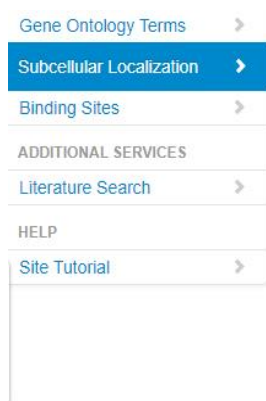 Gene Ontology Terms
Subcellular Localization
Binding Sites
ADDITIONAL SERVICES
Literature Search
HELP
Site Tutorial